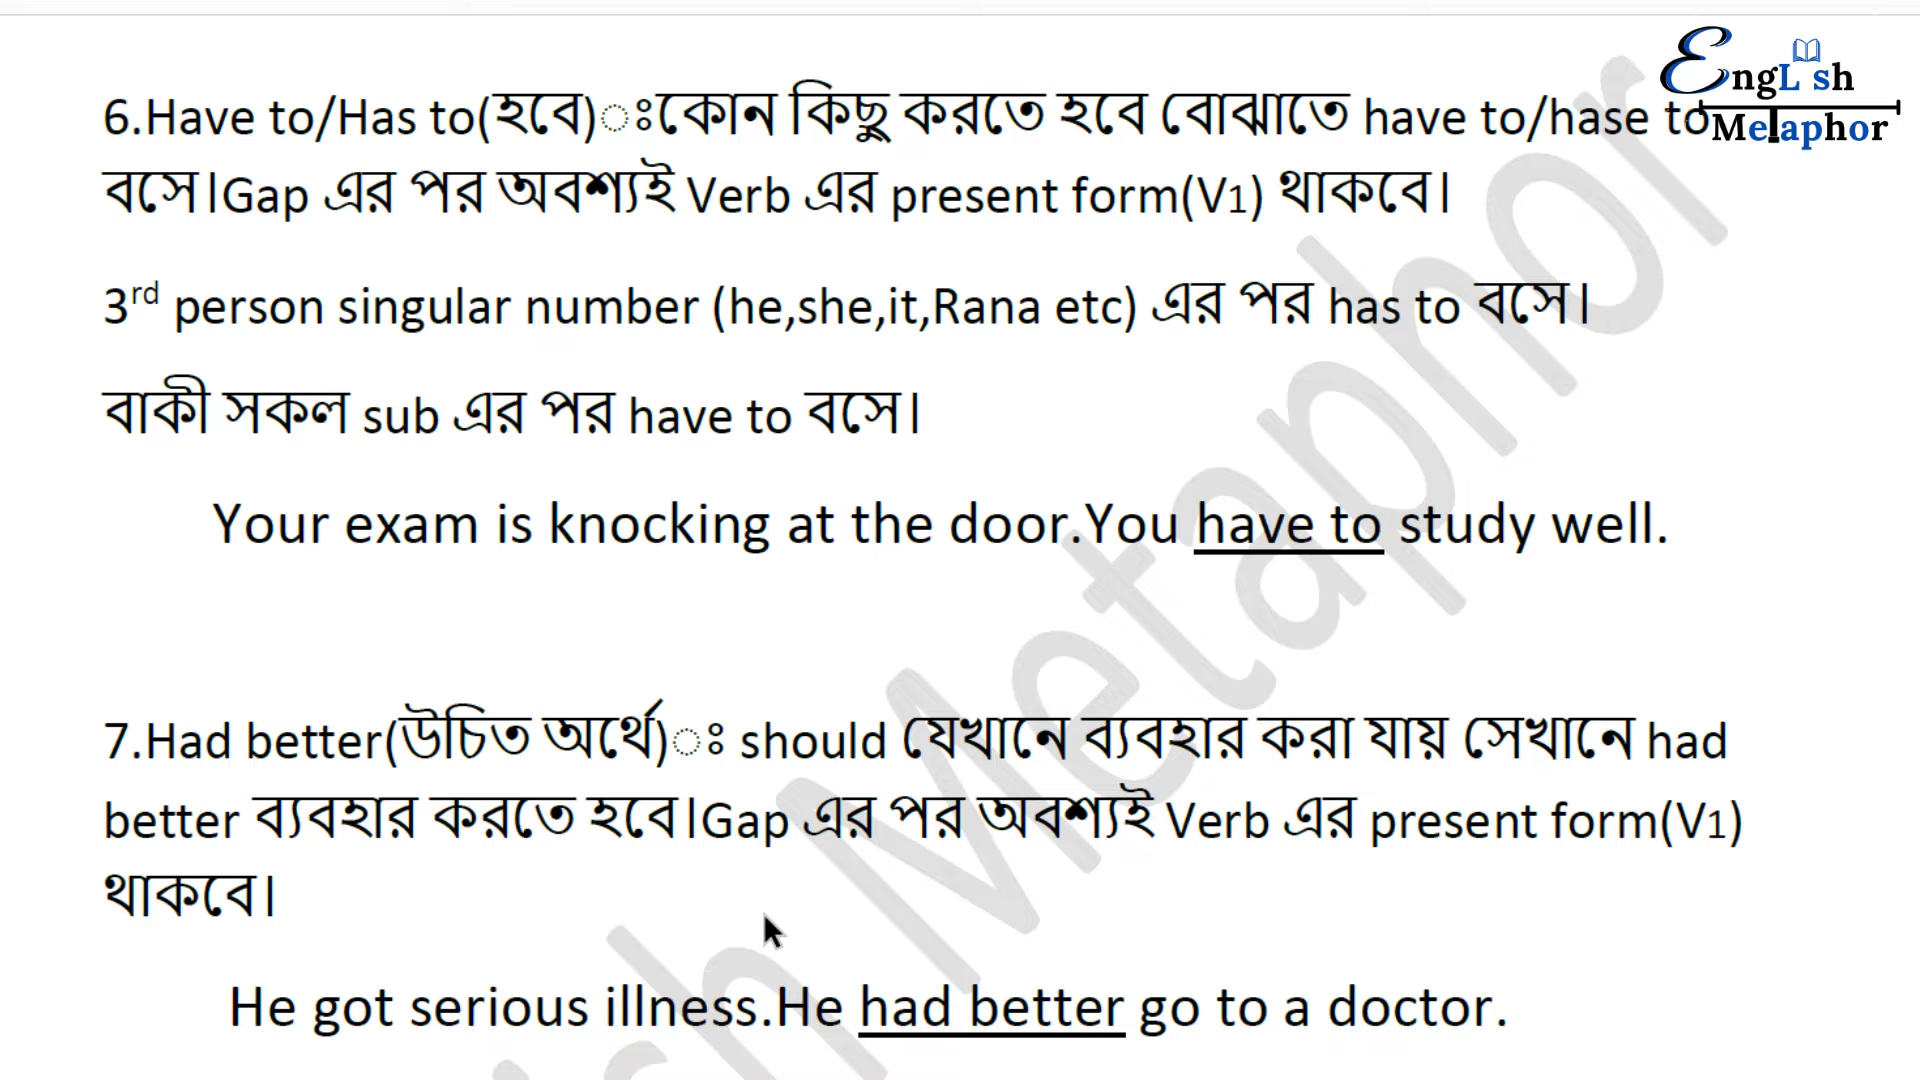 EngLish
Metaphor
6.Have to/Has to(হবে)ঃকোন কিছু করতে হবে বোঝাতে have to/hase to
বসে।Gap এর পর অবশ্যই Verb এর present form(V1) থাকবে।
3rd person singular number (he,she,it,Rana etc) এর পর has to বসে।
বাকী সকল sub এর পর have to বসে।
Your exam is knocking at the door.You have to study well.
7.Had better(উচিত অর্থে)ঃ should যেখানে ব্যবহার করা যায় সেখানে had
better ব্যবহার করতে হবে।Gap এর পর অবশ্যই Verb এর present form(V1)
থাকবে।
He got serious illness.He had better go to a doctor.
ish Metaphor